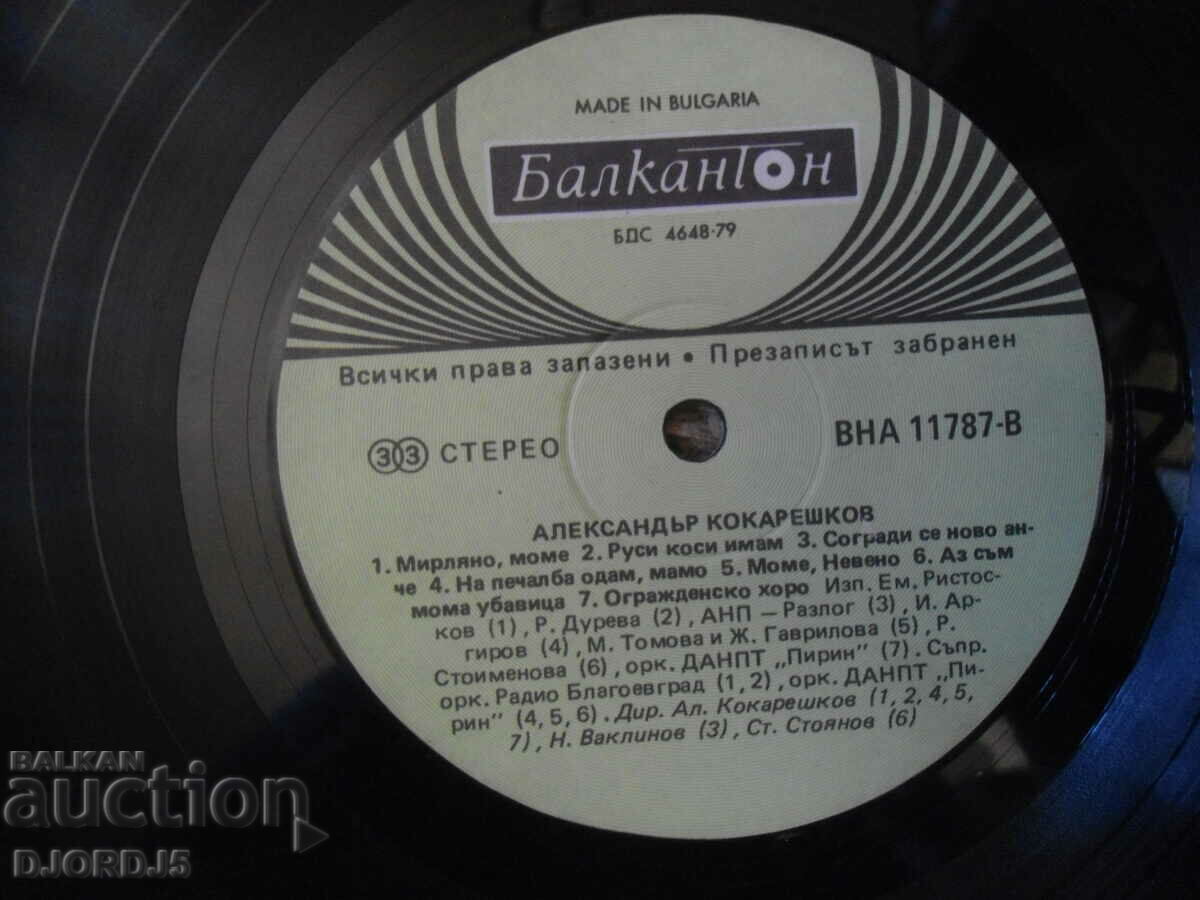 MADE IN BULGARIA
Балкантон
БДС 4648-79
Всички права запазени • Презаписът забранен
33 СТЕРЕО
ВНА 11787-В
АЛЕКСАНДЪР КОКАРЕШКОВ
1. Мирляно, моме 2. Руси коси имам 3. Согради се ново ан-
че 4. На печалба одам, мамо 5. Моме, Невено 6. Аз съм
мома убавица 7. Огражденско хоро Изп. Ем. Ристос-
ков (1), Р. Дурева (2), АНП — Разлог (3), И. Ар-
гиров (4), М. Томова и Ж. Гаврилова (5), Р.
Стоименова (6), орк. ДАНПТ „Пирин" (7). Съпр.
орк. Радио Благоевград (1, 2), орк. ДАНПТ „Пи-
рин" (4, 5, 6). Дир. Ал. Кокарешков (1, 2, 4, 5,
7), Н. Ваклинов (3), Ст. Стоянов (6)
BALKAN
auction
DJORDJ5